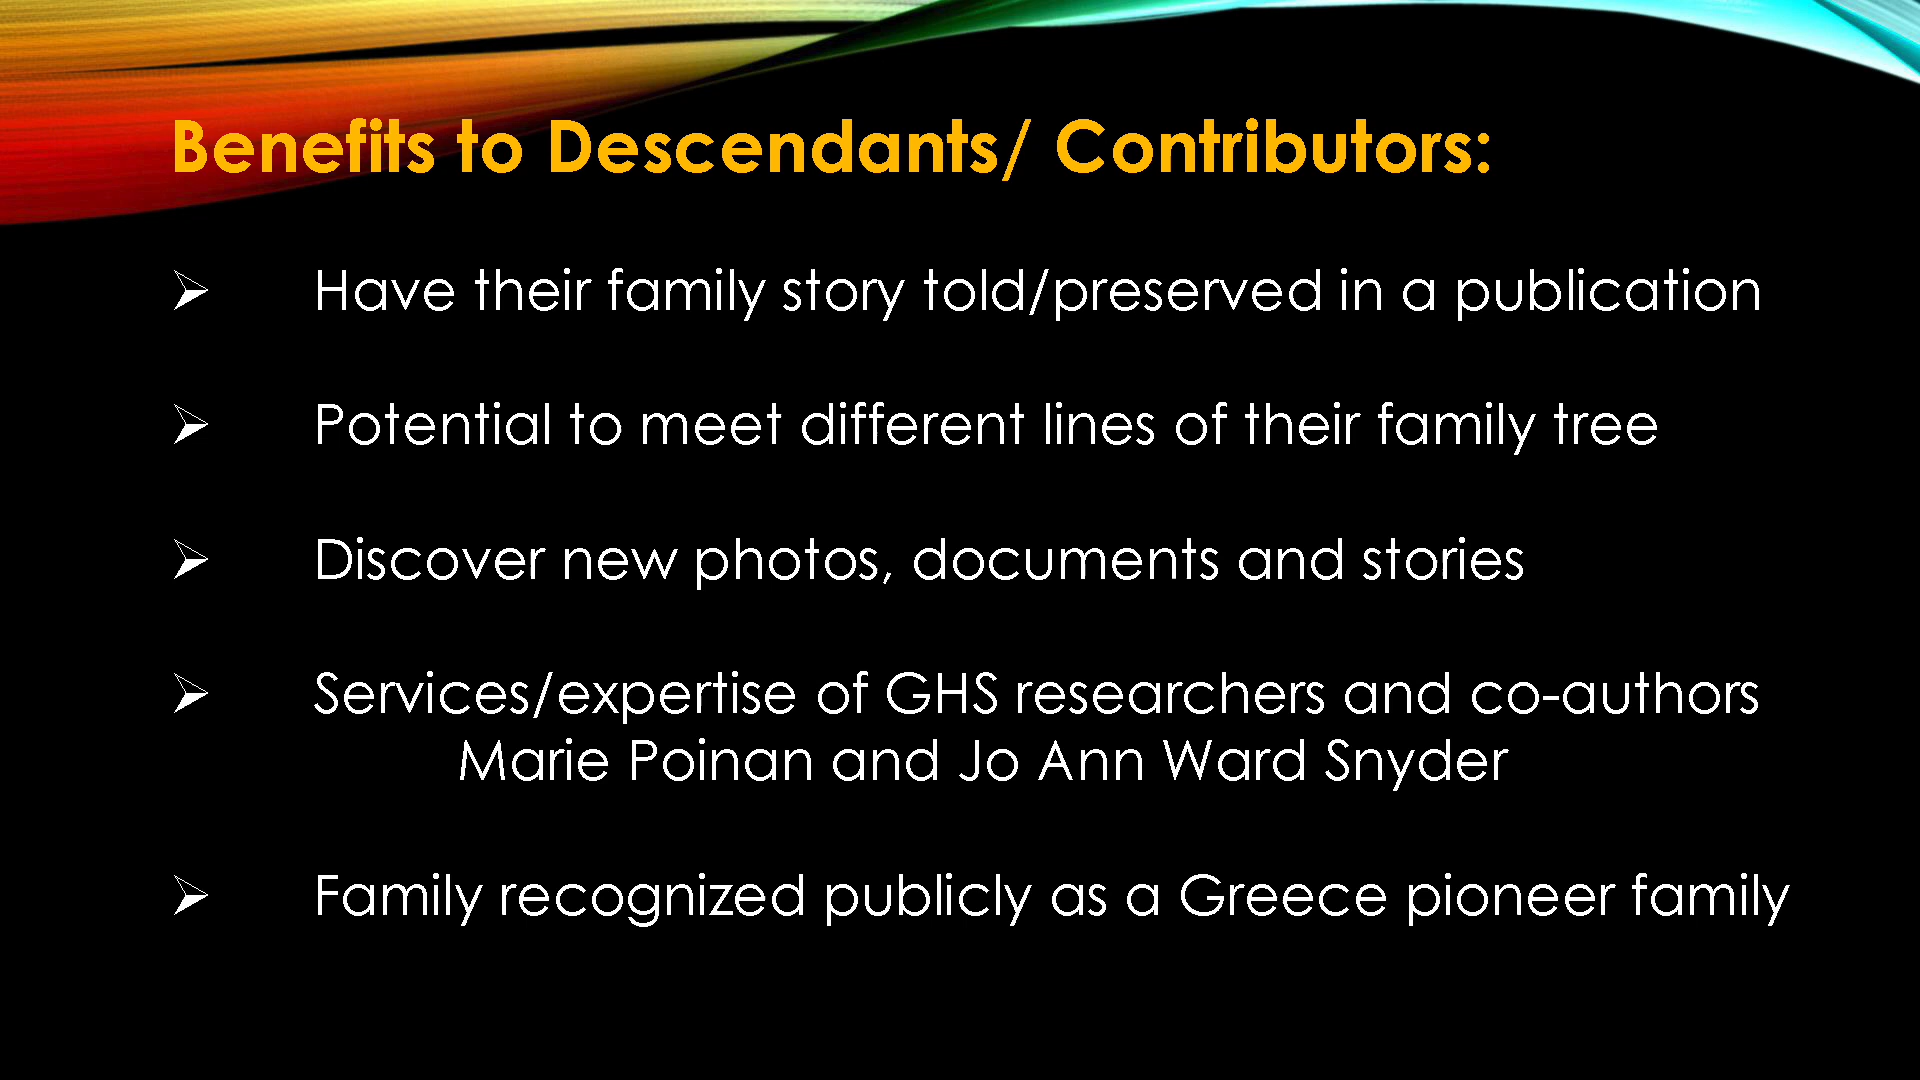 Benefits to Descendants/ Contributors:
➢ Have their family story told/preserved in a publication
➢ Potential to meet different lines of their family tree
➢ Discover new photos, documents and stories
➢ Services/expertise of GHS researchers and co-authors
Marie Poinan and Jo Ann Ward Snyder
➢ Family recognized publicly as a Greece pioneer family